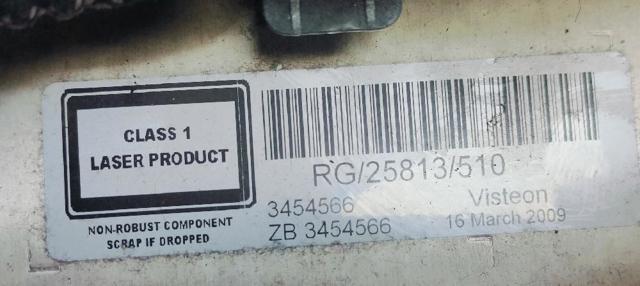 CLASS 1
LASER PRODUCT
NON-ROBUST COMPONENT
SCRAP IF DROPPED
RG/25813/510
3454566 Visteon
ZB 3454566 16 March 2009